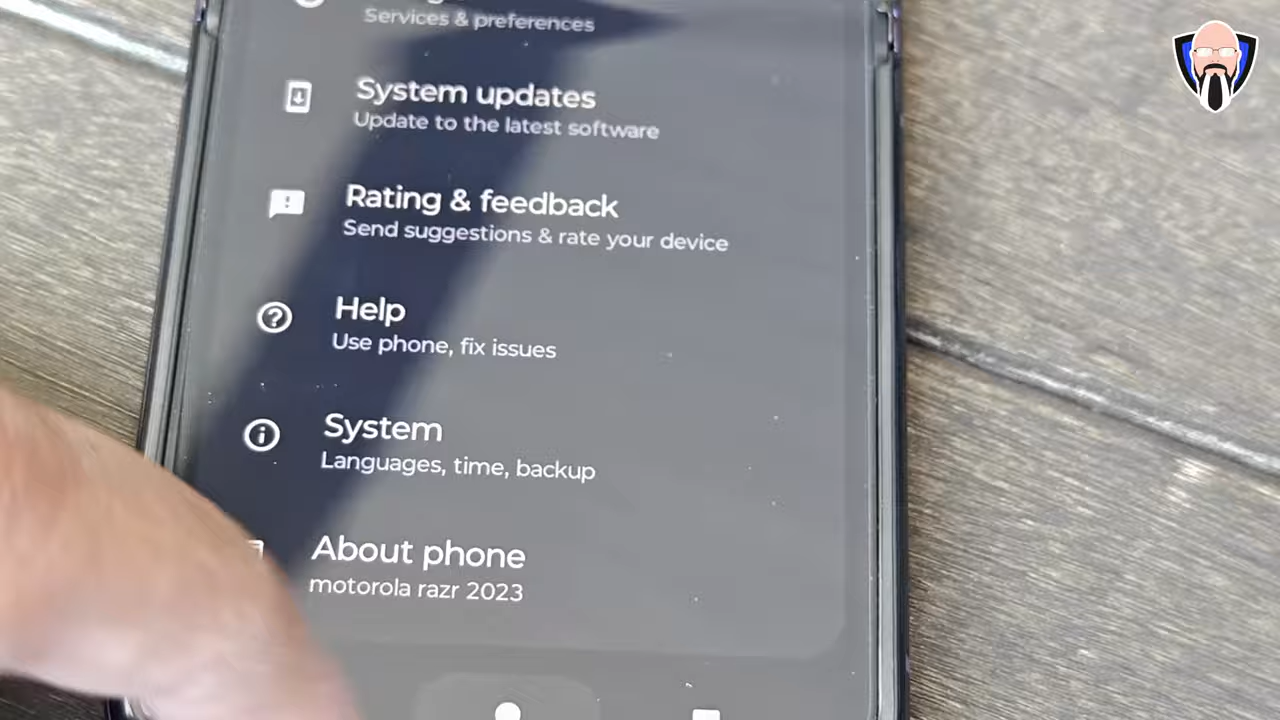 Services & preferences
System updates
Update to the latest software
Rating & feedback
Send suggestions & rate your device
Help
Use phone, fix issues
System
Languages, time, backup
About phone
motorola razr 2023